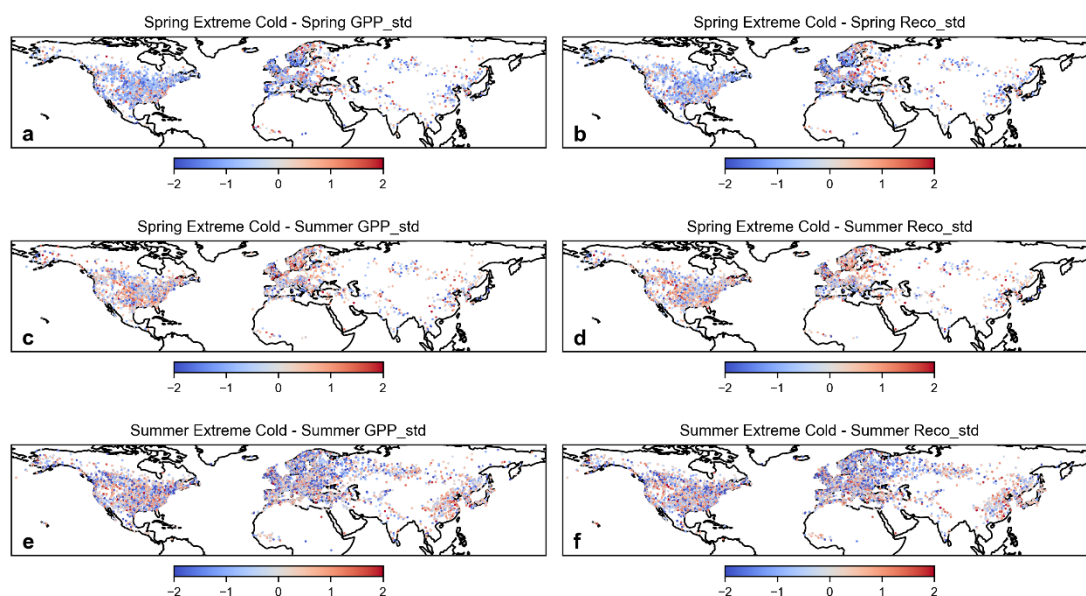 Spring Extreme Cold - Spring GPP_std
Spring Extreme Cold - Spring Reco_std
a
b
−2 −1 0 1 2
−2 −1 0 1 2
Spring Extreme Cold - Summer GPP_std
Spring Extreme Cold - Summer Reco_std
c
d
−2 −1 0 1 2
−2 −1 0 1 2
Summer Extreme Cold - Summer GPP_std
Summer Extreme Cold - Summer Reco_std
e
f
−2 −1 0 1 2
−2 −1 0 1 2